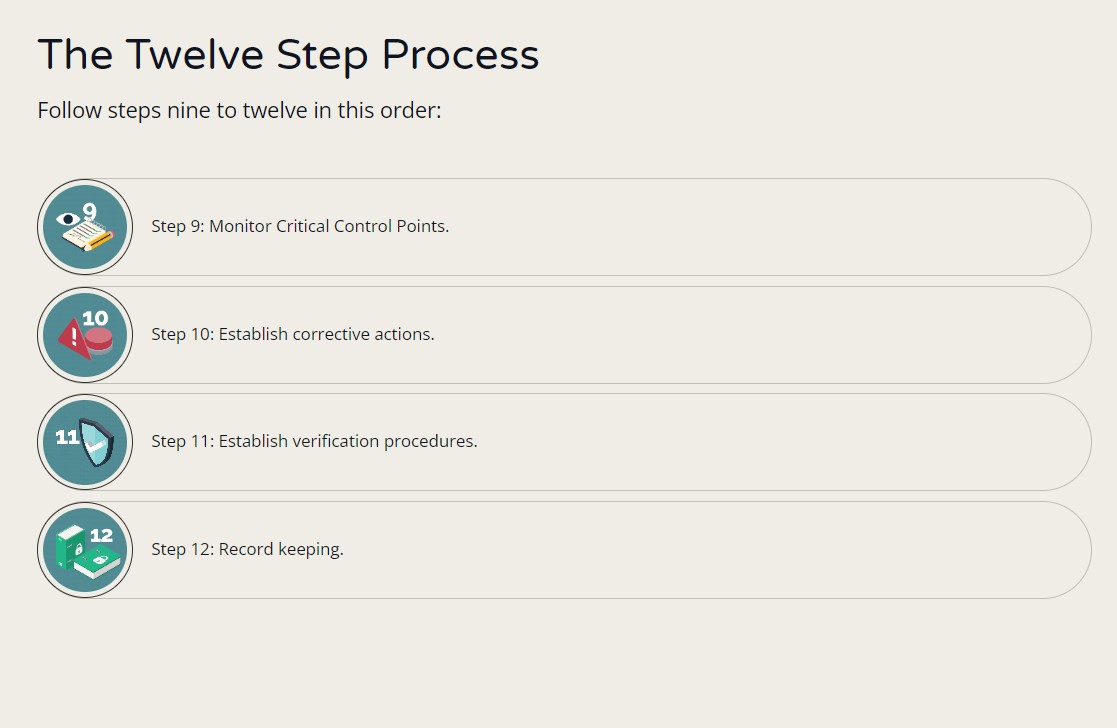 The Twelve Step Process
Follow steps nine to twelve in this order:
9
Step 9: Monitor Critical Control Points.
10
!
Step 10: Establish corrective actions.
11
Step 11: Establish verification procedures.
12
Step 12: Record keeping.